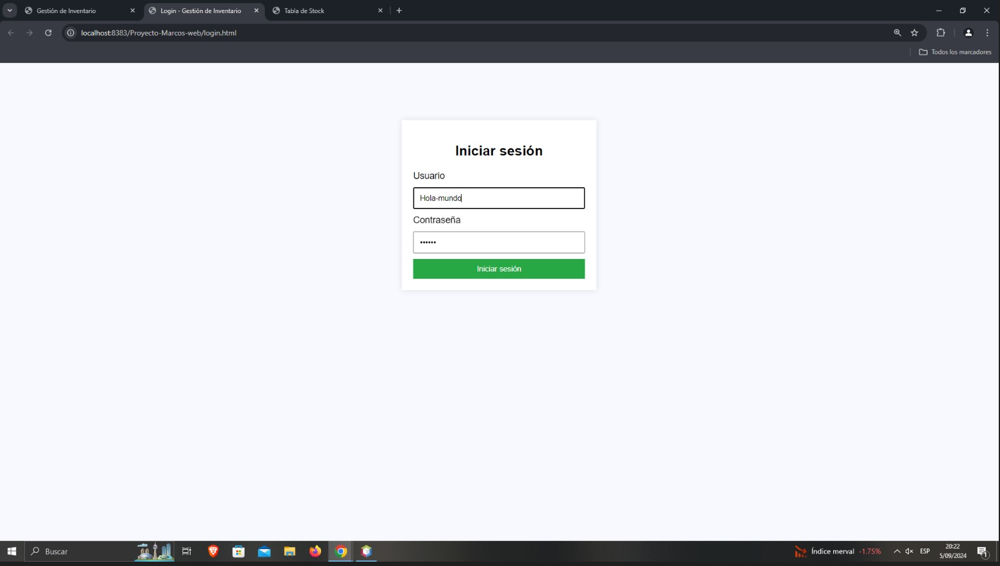 Gestión de Inventario
Login - Gestión de Inventario
Tabla de Stock
localhost:8383/Proyecto-Marcos-web/login.html
Todos los marcadores
Iniciar sesión
Usuario
Hola-mundo
Contraseña
••••••
Iniciar sesión
Buscar
Índice merval -1.75%
ESP
20:22
5/09/2024
1